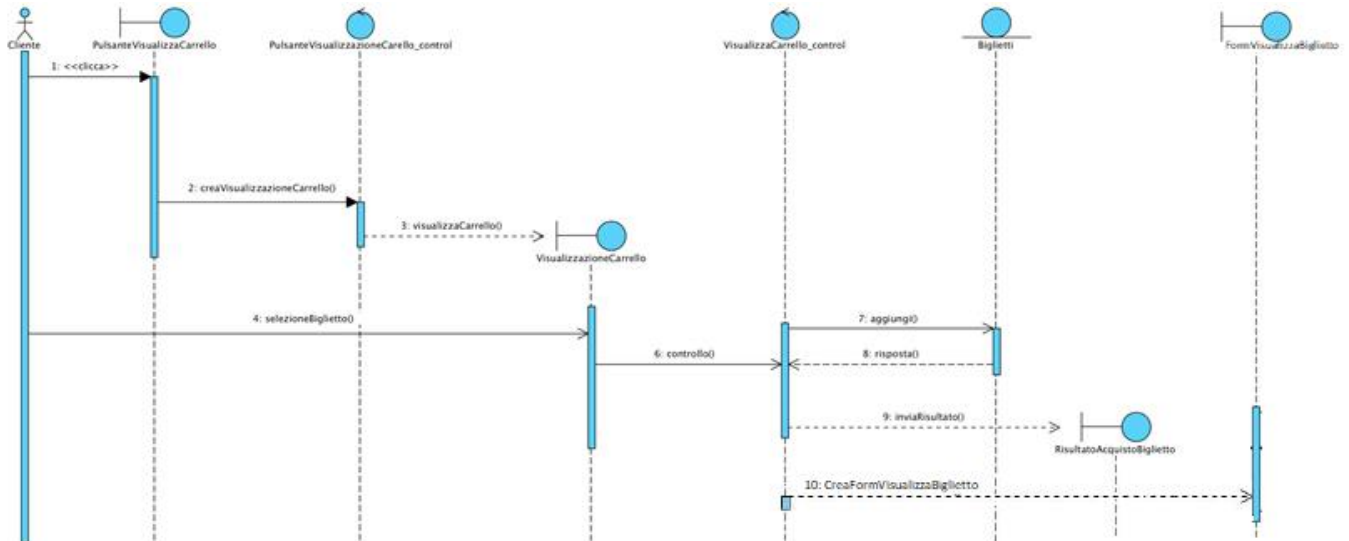 Cliente
PulsanteVisualizzaCarrello
PulsanteVisualizzazioneCarello_control
VisualizzaCarrello_control
Biglietti
FormVisualizzaBiglietto
1: <<clicca>>
2: creaVisualizzazioneCarrello()
3: visualizzaCarrello()
VisualizzazioneCarrello
4: selezioneBiglietto()
7: aggiungi()
6: controllo()
8: risposta()
9: inviaRisultato()
RisultatoAcquistoBiglietto
10: CreaFormVisualizzaBiglietto